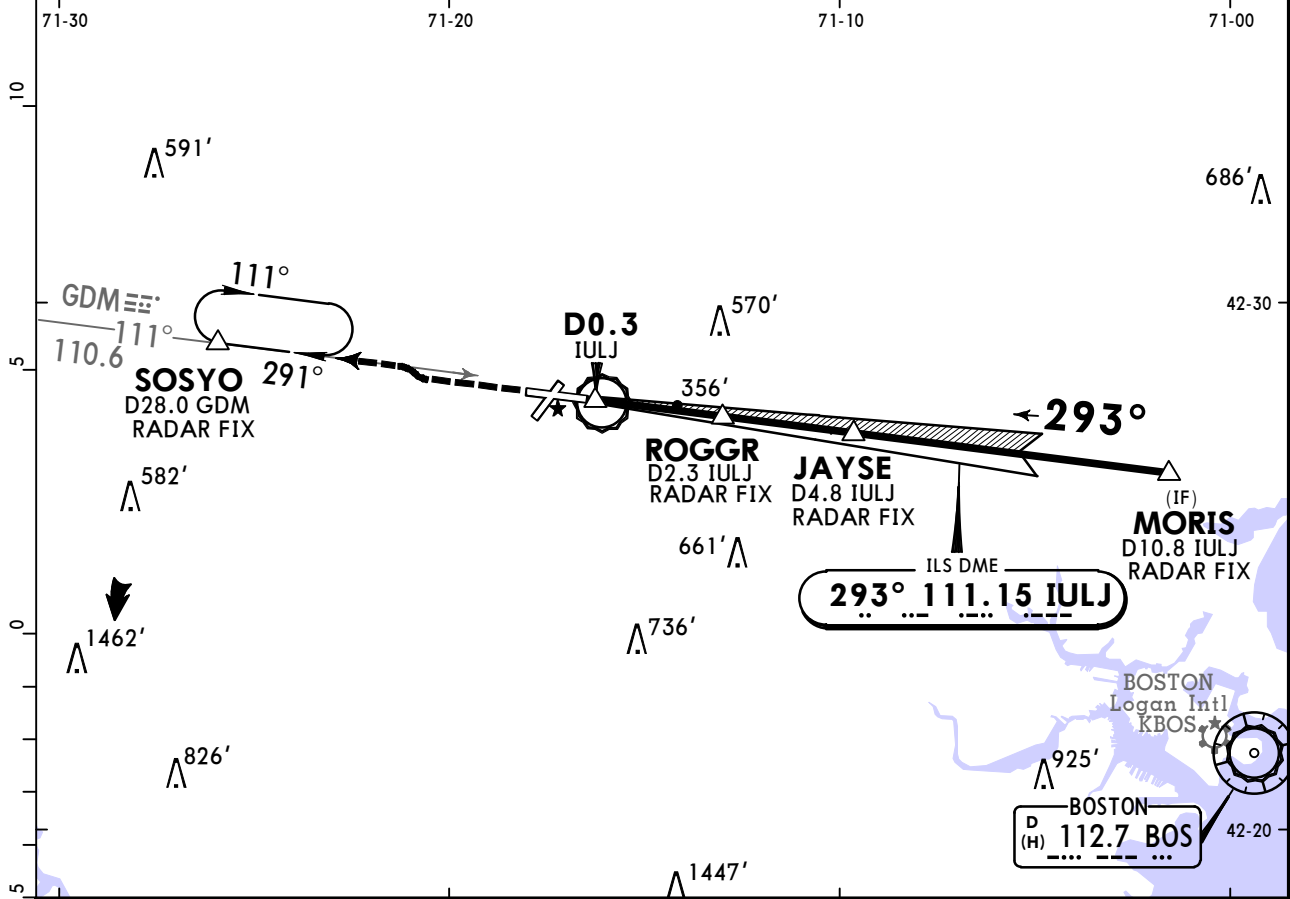 71-30
71-20
71-10
71-00
10
591'
686'
111°
GDM
111°
110.6
42-30
570'
D0.3
IULJ
5
291°
SOSYO
D28.0 GDM
RADAR FIX
356'
293°
ROGGR
D2.3 IULJ
RADAR FIX
JAYSE
D4.8 IULJ
RADAR FIX
(IF)
MORIS
D10.8 IULJ
RADAR FIX
582'
661'
ILS DME
293° 111.15 IULJ
0
1462'
736'
BOSTON
Logan Intl
KBOS
826'
925'
BOSTON
D
(H)
112.7 BOS
42-20
1447'
5